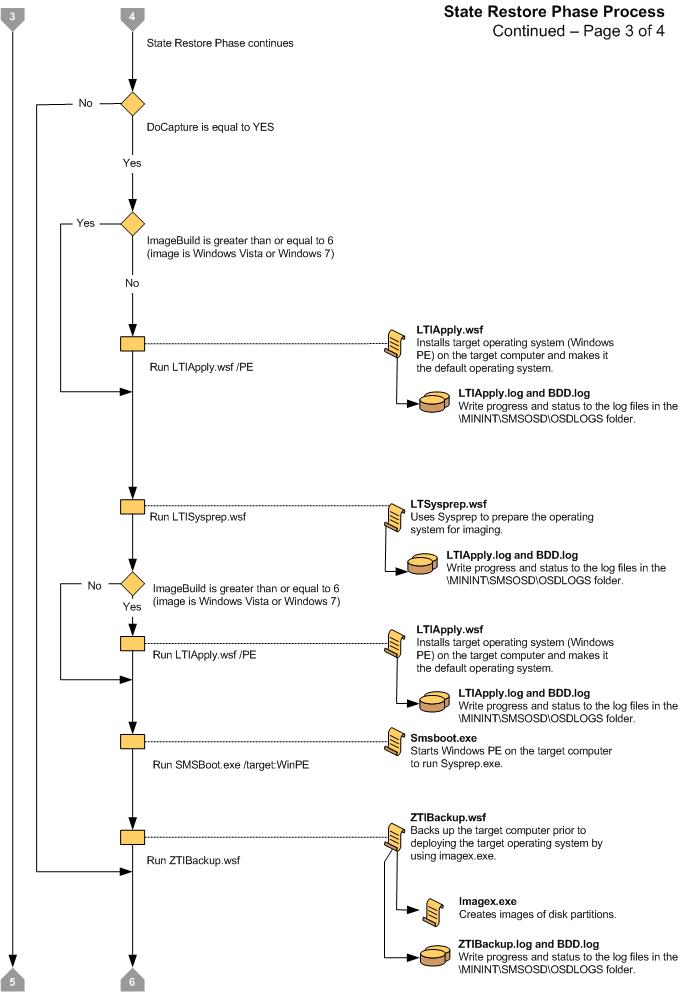 State Restore Phase Process
Continued – Page 3 of 4
3
4
State Restore Phase continues
No
DoCapture is equal to YES
Yes
Yes
ImageBuild is greater than or equal to 6
(image is Windows Vista or Windows 7)
No
LTIApply.wsf
Installs target operating system (Windows
PE) on the target computer and makes it
the default operating system.
Run LTIApply.wsf /PE
LTIApply.log and BDD.log
Write progress and status to the log files in the
\MININT\SMSOSD\OSDLOGS folder.
LTSysprep.wsf
Uses Sysprep to prepare the operating
system for imaging.
Run LTISysprep.wsf
LTIApply.log and BDD.log
Write progress and status to the log files in the
\MININT\SMSOSD\OSDLOGS folder.
No
ImageBuild is greater than or equal to 6
(image is Windows Vista or Windows 7)
Yes
LTIApply.wsf
Installs target operating system (Windows
PE) on the target computer and makes it
the default operating system.
Run LTIApply.wsf /PE
LTIApply.log and BDD.log
Write progress and status to the log files in the
\MININT\SMSOSD\OSDLOGS folder.
Smsboot.exe
Starts Windows PE on the target computer
to run Sysprep.exe.
Run SMSBoot.exe /target:WinPE
ZTIBackup.wsf
Backs up the target computer prior to
deploying the target operating system by
using imagex.exe.
Run ZTIBackup.wsf
Imagex.exe
Creates images of disk partitions.
ZTIBackup.log and BDD.log
Write progress and status to the log files in the
\MININT\SMSOSD\OSDLOGS folder.
5
6